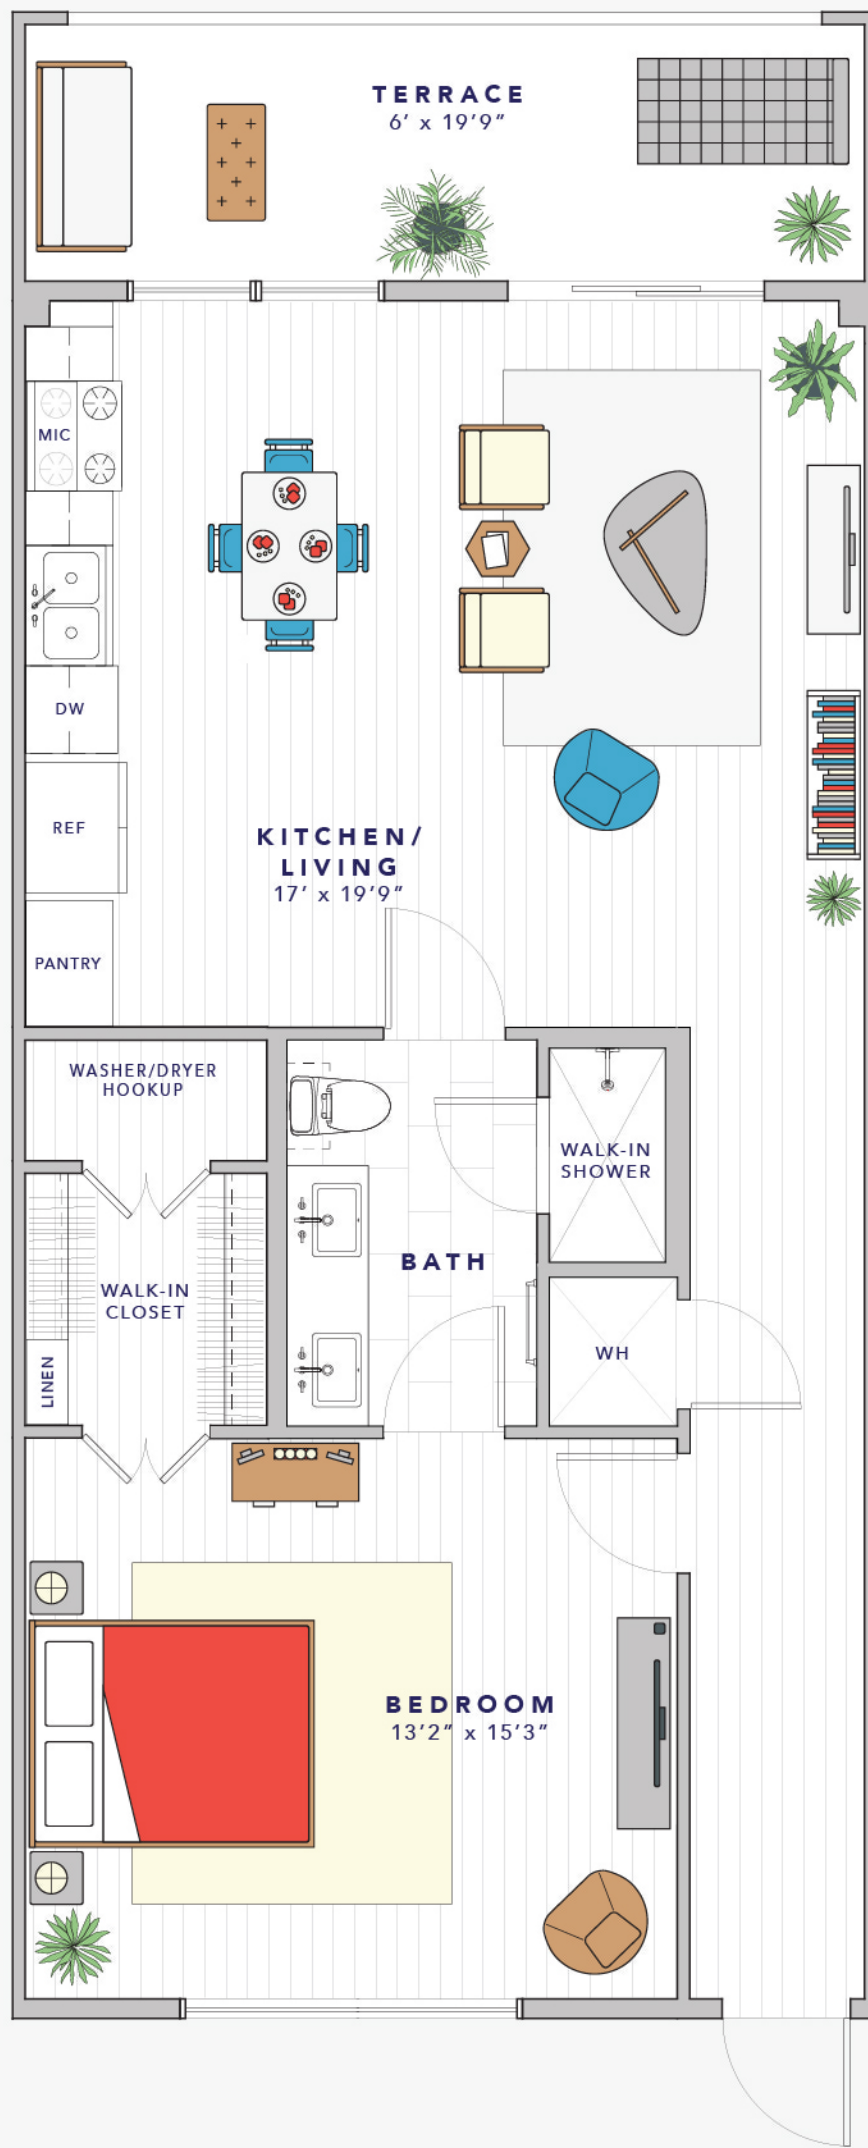 TERRACE
6’ x 19’9”
MIC
DW
REF
KITCHEN/
LIVING
17’ x 19’9”
PANTRY
WASHER/DRYER
HOOKUP
WALK-IN
SHOWER
BATH
WALK-IN
CLOSET
LINEN
WH
BEDROOM
13’2” x 15’3”